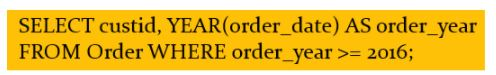 SELECT custid, YEAR(order_date) AS order_year
FROM Order WHERE order_year >= 2016;